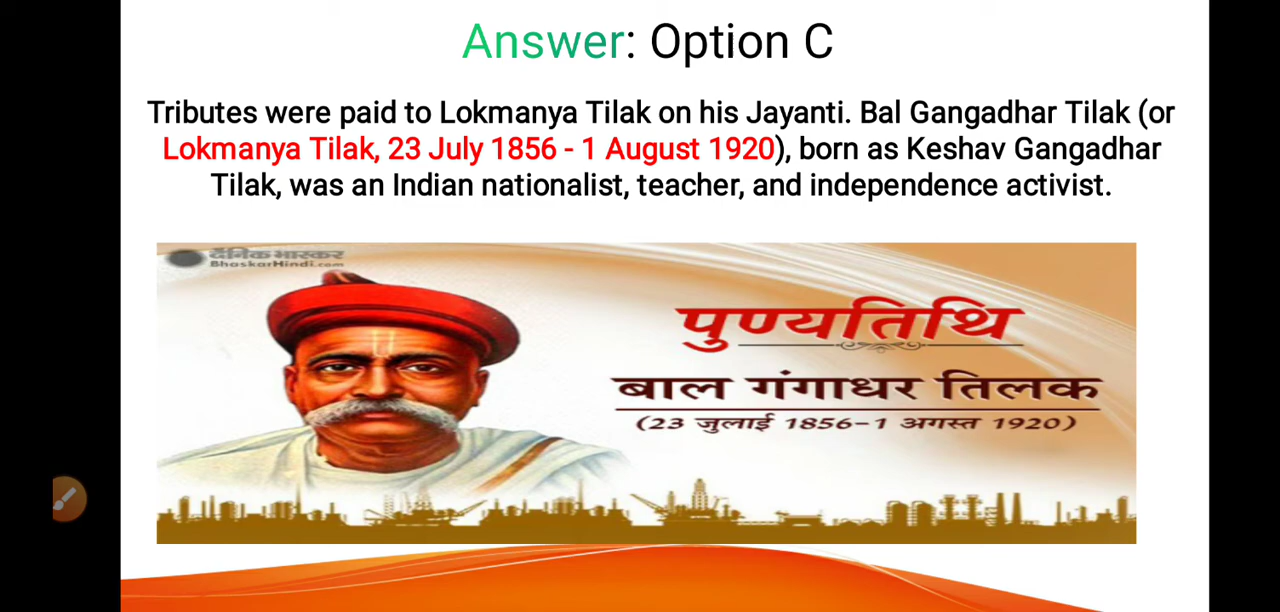 Answer: Option C
Tributes were paid to Lokmanya Tilak on his Jayanti. Bal Gangadhar Tilak (or
Lokmanya Tilak, 23 July 1856 - 1 August 1920), born as Keshav Gangadhar
Tilak, was an Indian nationalist, teacher, and independence activist.
दैनिक भास्कर
BhaskarHindi.com
पुण्यतिथि
बाल गंगाधर तिलक
(23 जुलाई 1856-1 अगस्त 1920)